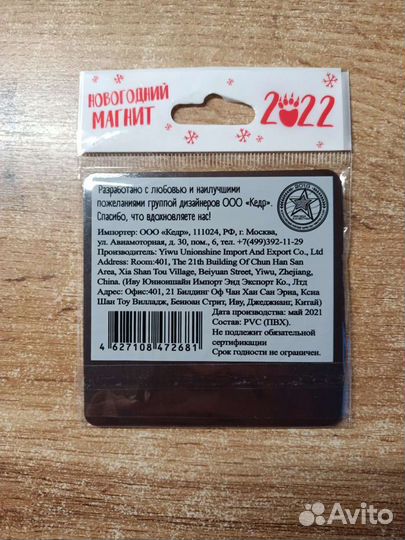 НОВОГОДНИЙ
МАГНИТ
2022
Разработано с любовью и наилучшими
пожеланиями группой дизайнеров ООО «Кедр».
Спасибо, что вдохновляете нас!
Импортер: ООО «Кедр», 111024, РФ, г. Москва,
ул. Авиамоторная, д. 30, пом., 6, тел. +7(499)392-11-29
Производитель: Yiwu Unionshine Import And Export Co., Ltd
Address: Room:401, The 21th Building Of Chun Han San
Area, Xia Shan Tou Village, Beiyuan Street, Yiwu, Zhejiang,
China. (Иву Юнионшайн Импорт Энд Экспорт Ко., Лтд
Адрес: Офис:401, 21 Билдинг Оф Чан Хан Сан Эриа, Ксиа
Шан Тоу Вилладж, Беиюан Стрит, Иву, Джеджианг, Китай)
Дата производства: май 2021
Состав: PVC (ПВХ).
Не подлежит обязательной
сертификации
Срок годности не ограничен.
4 627108 472681
Avito